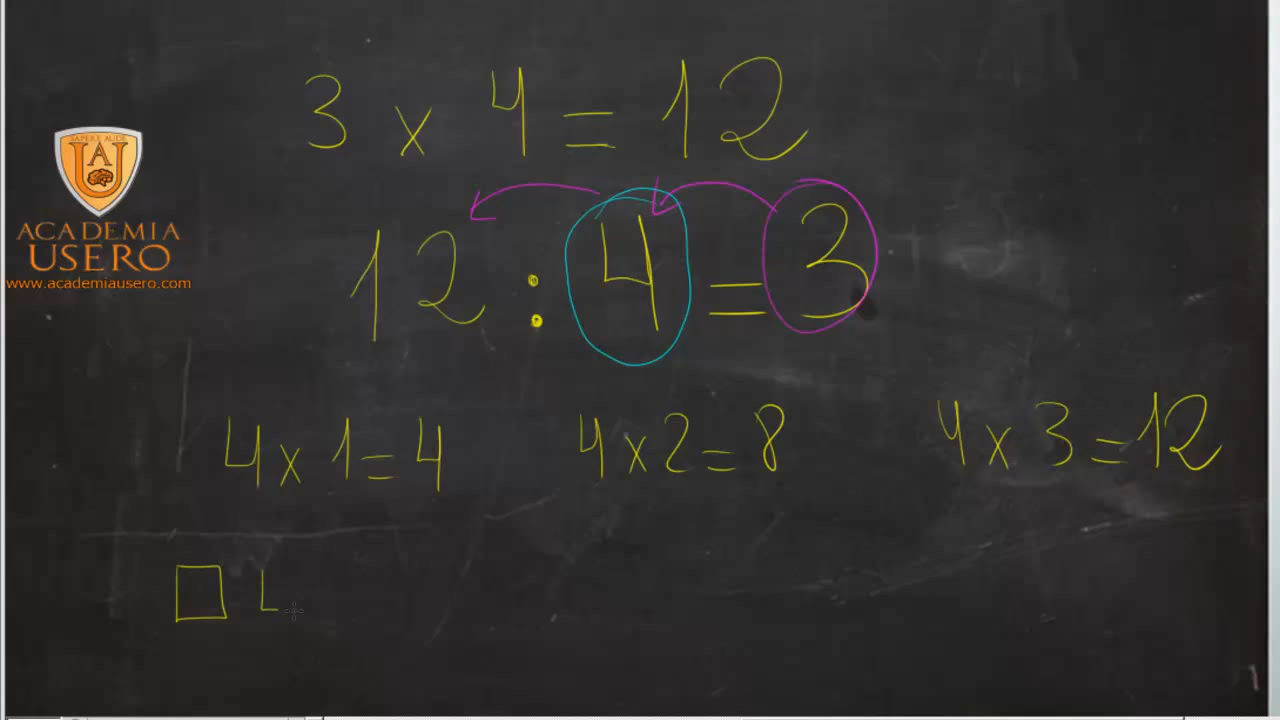 3 x 4 = 12
SAPERE AUDE
UA
ACADEMIA
USERO
www.academiausero.com
12 : 4 = 3
4 x 1 = 4 4 x 2 = 8 4 x 3 = 12